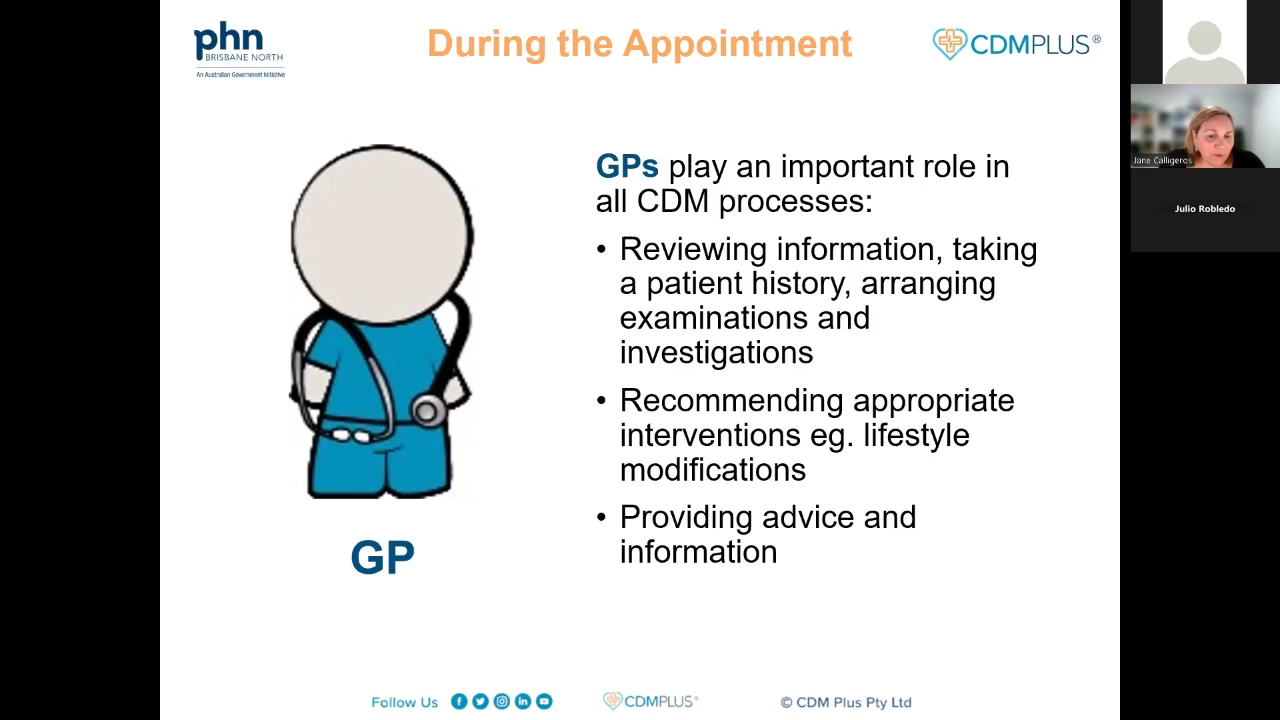 phn
BRISBANE NORTH
An Australian Government Initiative
During the Appointment
CDMPLUS®
GPs play an important role in
all CDM processes:
• Reviewing information, taking
a patient history, arranging
examinations and
investigations
• Recommending appropriate
interventions eg. lifestyle
modifications
• Providing advice and
information
GP
Follow Us
CDMPLUS®
© CDM Plus Pty Ltd
Jane Calligeros
Julio Robledo